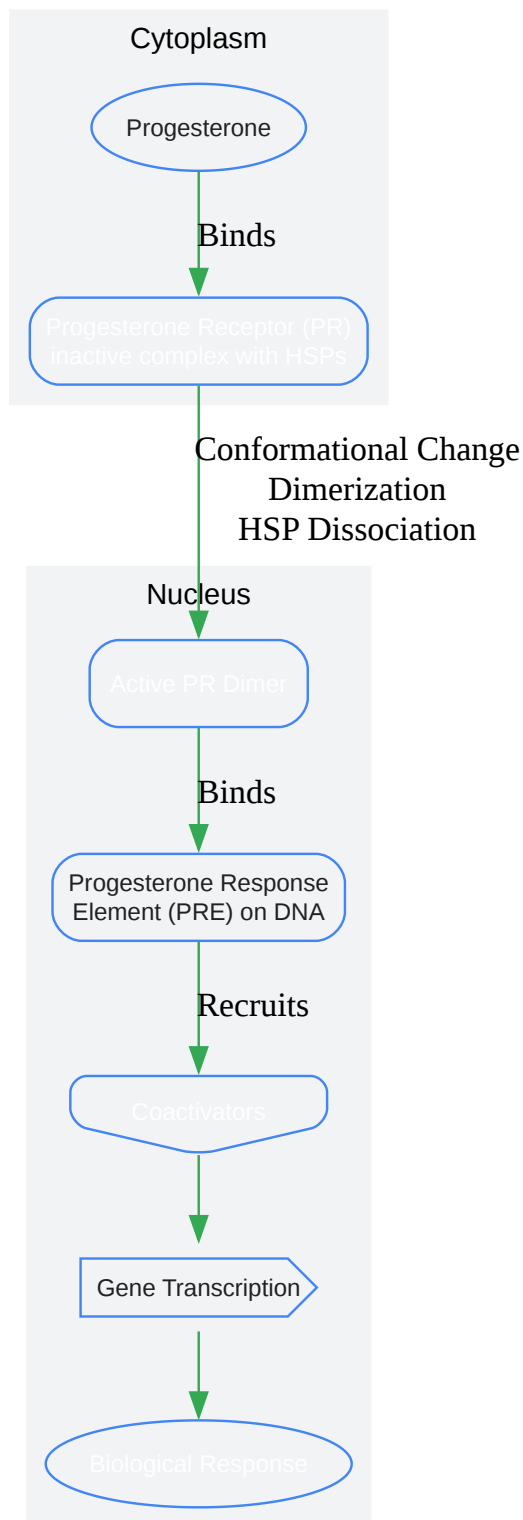 Cytoplasm
Progesterone
Binds
Progesterone Receptor (PR)
inactive complex with HSPs
Conformational Change
Dimerization
HSP Dissociation
Nucleus
Active PR Dimer
Binds
Progesterone Response
Element (PRE) on DNA
Recruits
Coactivators
Gene Transcription
Biological Response